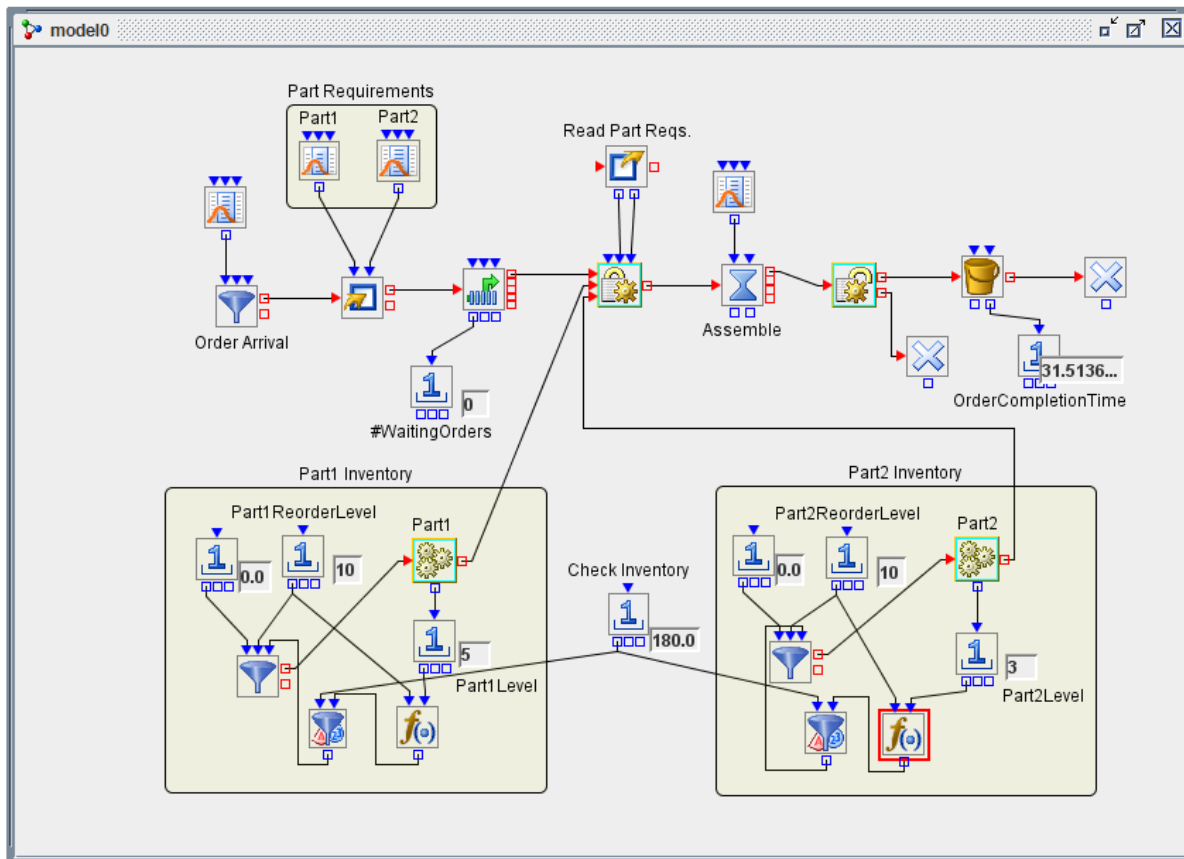 model0
Part Requirements
Part1
Part2
Read Part Reqs.
Order Arrival
Assemble
31.5136...
OrderCompletionTime
0
#WaitingOrders
Part1 Inventory
Part1ReorderLevel
Part1
0.0
10
5
Part1Level
Check Inventory
180.0
Part2 Inventory
Part2ReorderLevel
Part2
0.0
10
3
Part2Level